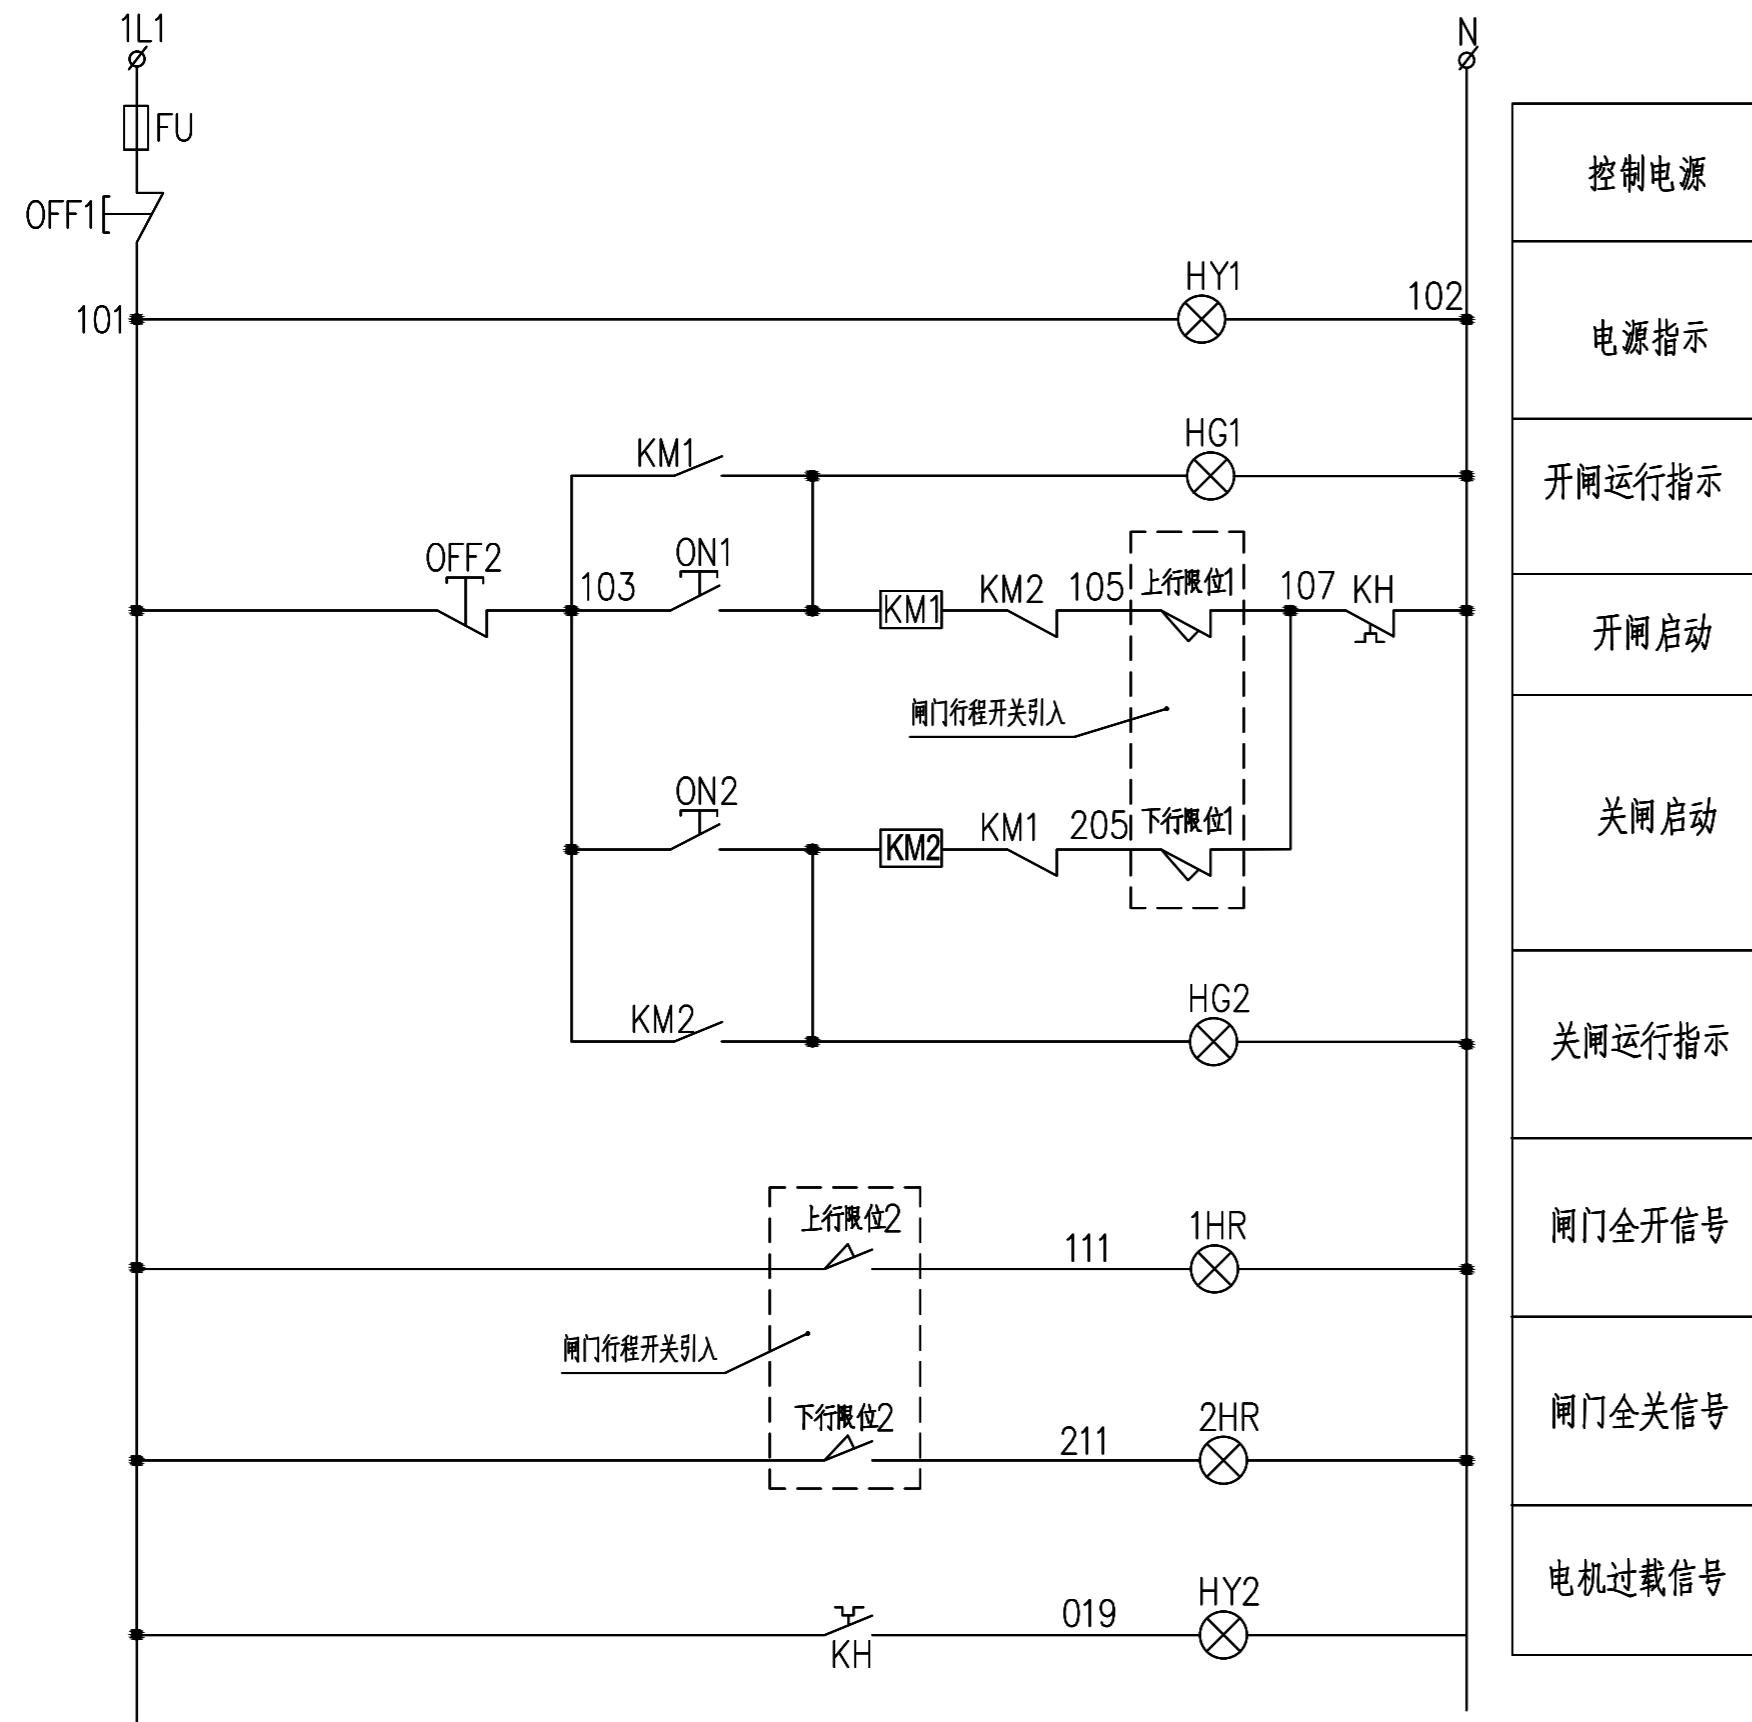 1L1
N
FU
控制电源
OFF1
HY1
101
102
电源指示
KM1
HG1
开闸运行指示
OFF2
103
ON1
KM1
KM2
105
上行限位1
107
KH
开闸启动
闸门行程开关引入
ON2
KM2
KM1
205
下行限位1
关闸启动
KM2
HG2
关闸运行指示
上行限位2
111
1HR
闸门全开信号
闸门行程开关引入
下行限位2
211
2HR
闸门全关信号
KH
019
HY2
电机过载信号